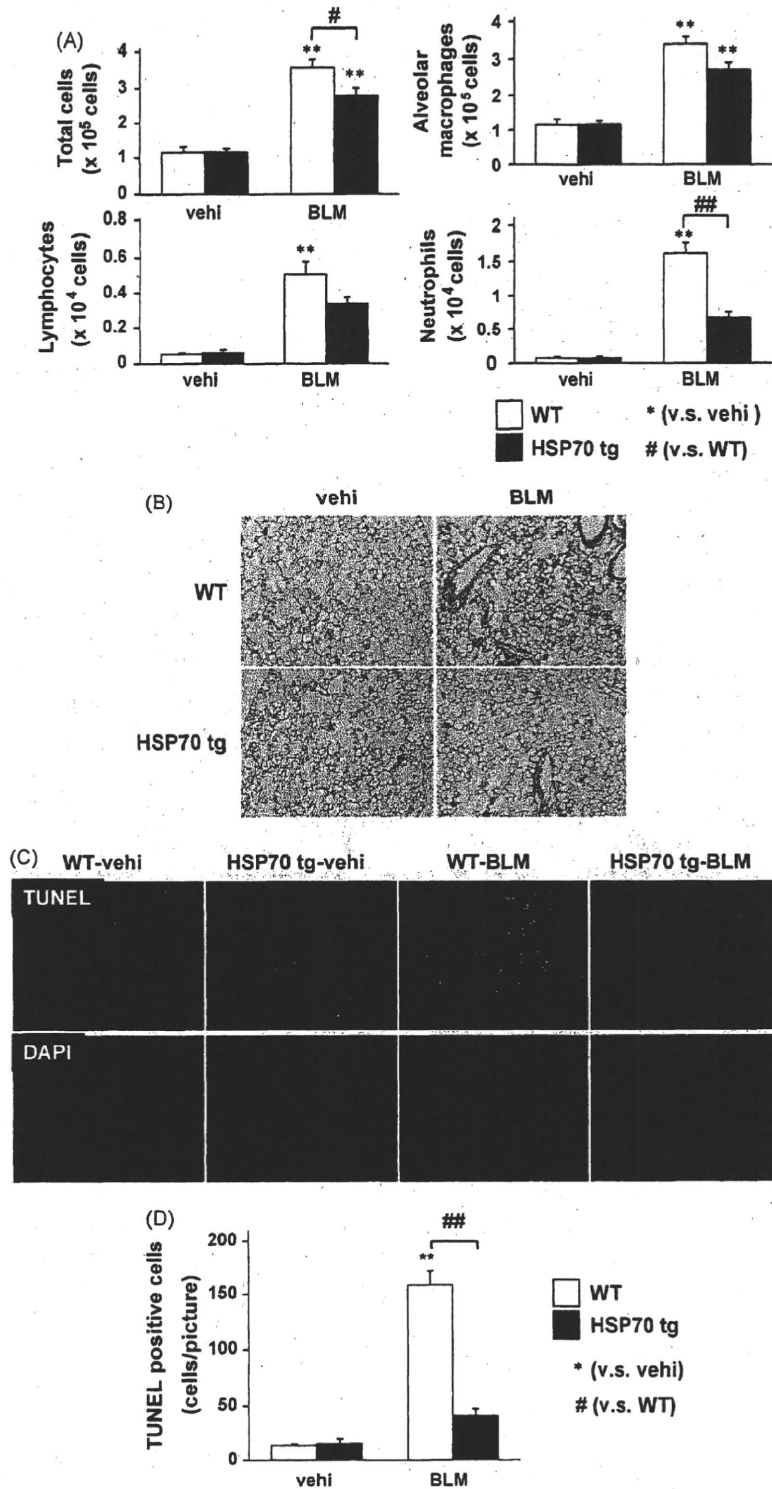 (A)
#
Total cells
(x 10⁵ cells)
4
3
2
1
0
**
**
vehi
BLM
Alveolar
macrophages
(x 10⁵ cells)
4
3
2
1
0
**
**
vehi
BLM
Lymphocytes
(x 10⁴ cells)
0.8
0.6
0.4
0.2
0
**
vehi
BLM
##
Neutrophils
(x 10⁴ cells)
2
1.5
1
0.5
0
**
vehi
BLM
WT
* (v.s. vehi )
HSP70 tg
# (v.s. WT)
(B)
vehi
BLM
WT
HSP70 tg
(C)
WT-vehi
HSP70 tg-vehi
WT-BLM
HSP70 tg-BLM
TUNEL
DAPI
(D)
##
TUNEL positive cells
(cells/picture)
200
150
100
50
0
**
vehi
BLM
WT
HSP70 tg
* (v.s. vehi)
# (v.s. WT)